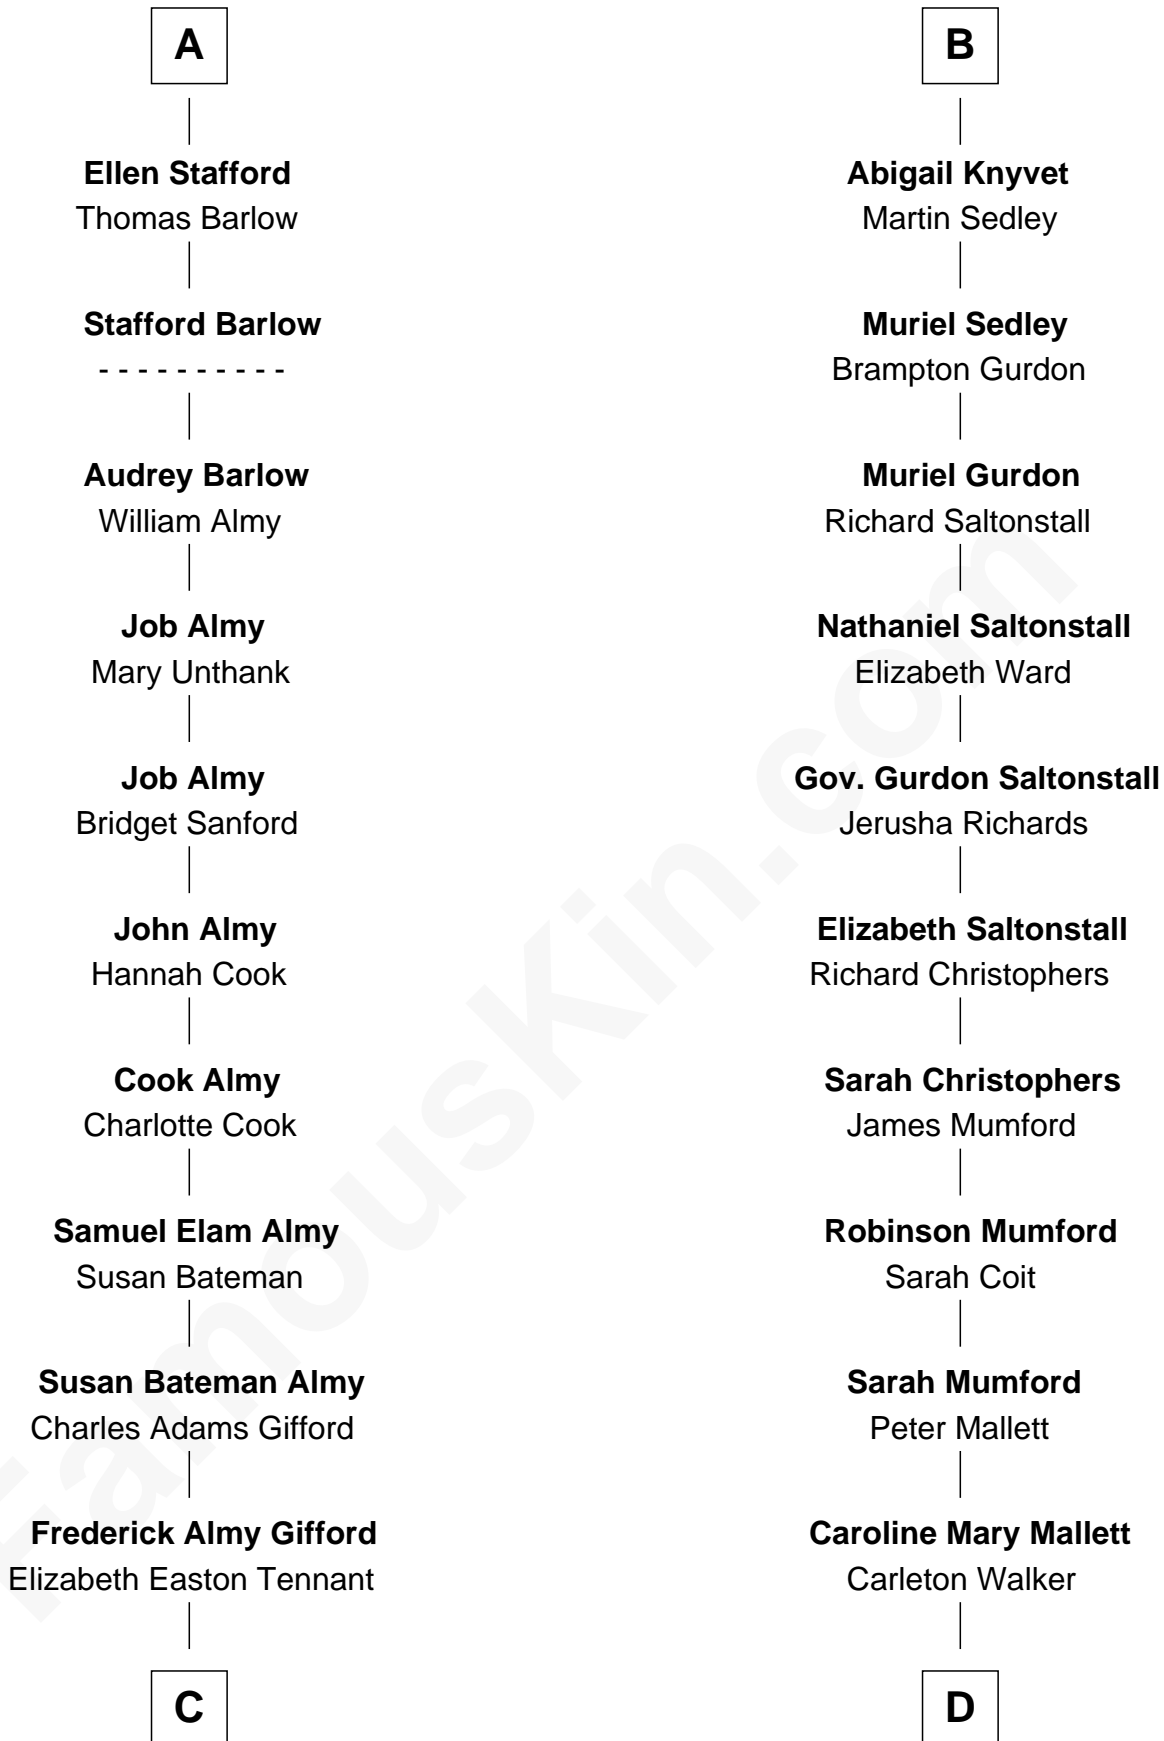 A
Ellen Stafford
Thomas Barlow
Stafford Barlow
- - - - - - - - - -
Audrey Barlow
William Almy
Job Almy
Mary Unthank
Job Almy
Bridget Sanford
John Almy
Hannah Cook
Cook Almy
Charlotte Cook
Samuel Elam Almy
Susan Bateman
Susan Bateman Almy
Charles Adams Gifford
Frederick Almy Gifford
Elizabeth Easton Tennant
C
B
Abigail Knyvet
Martin Sedley
Muriel Sedley
Brampton Gurdon
Muriel Gurdon
Richard Saltonstall
Nathaniel Saltonstall
Elizabeth Ward
Gov. Gurdon Saltonstall
Jerusha Richards
Elizabeth Saltonstall
Richard Christophers
Sarah Christophers
James Mumford
Robinson Mumford
Sarah Coit
Sarah Mumford
Peter Mallett
Caroline Mary Mallett
Carleton Walker
D
FamousKin.com